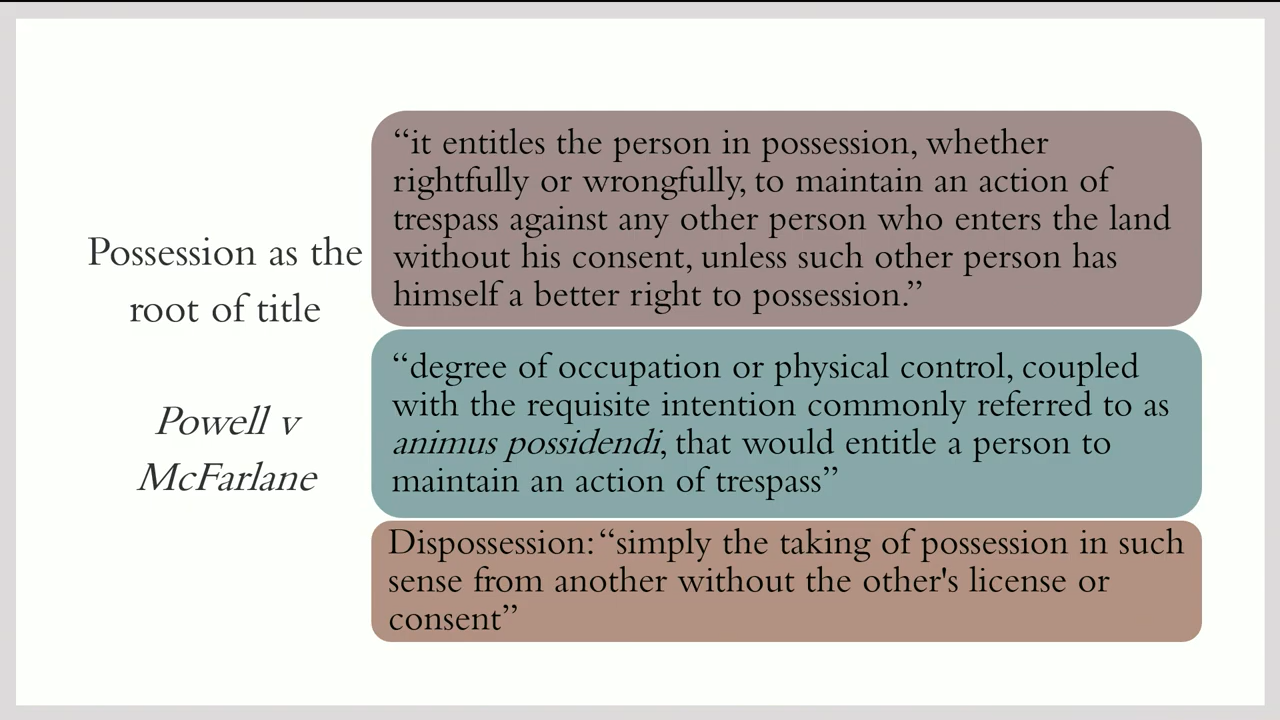 Possession as the
root of title
Powell v
McFarlane
“it entitles the person in possession, whether
rightfully or wrongfully, to maintain an action of
trespass against any other person who enters the land
without his consent, unless such other person has
himself a better right to possession.”
“degree of occupation or physical control, coupled
with the requisite intention commonly referred to as
animus possidendi, that would entitle a person to
maintain an action of trespass”
Dispossession: “simply the taking of possession in such
sense from another without the other's license or
consent”